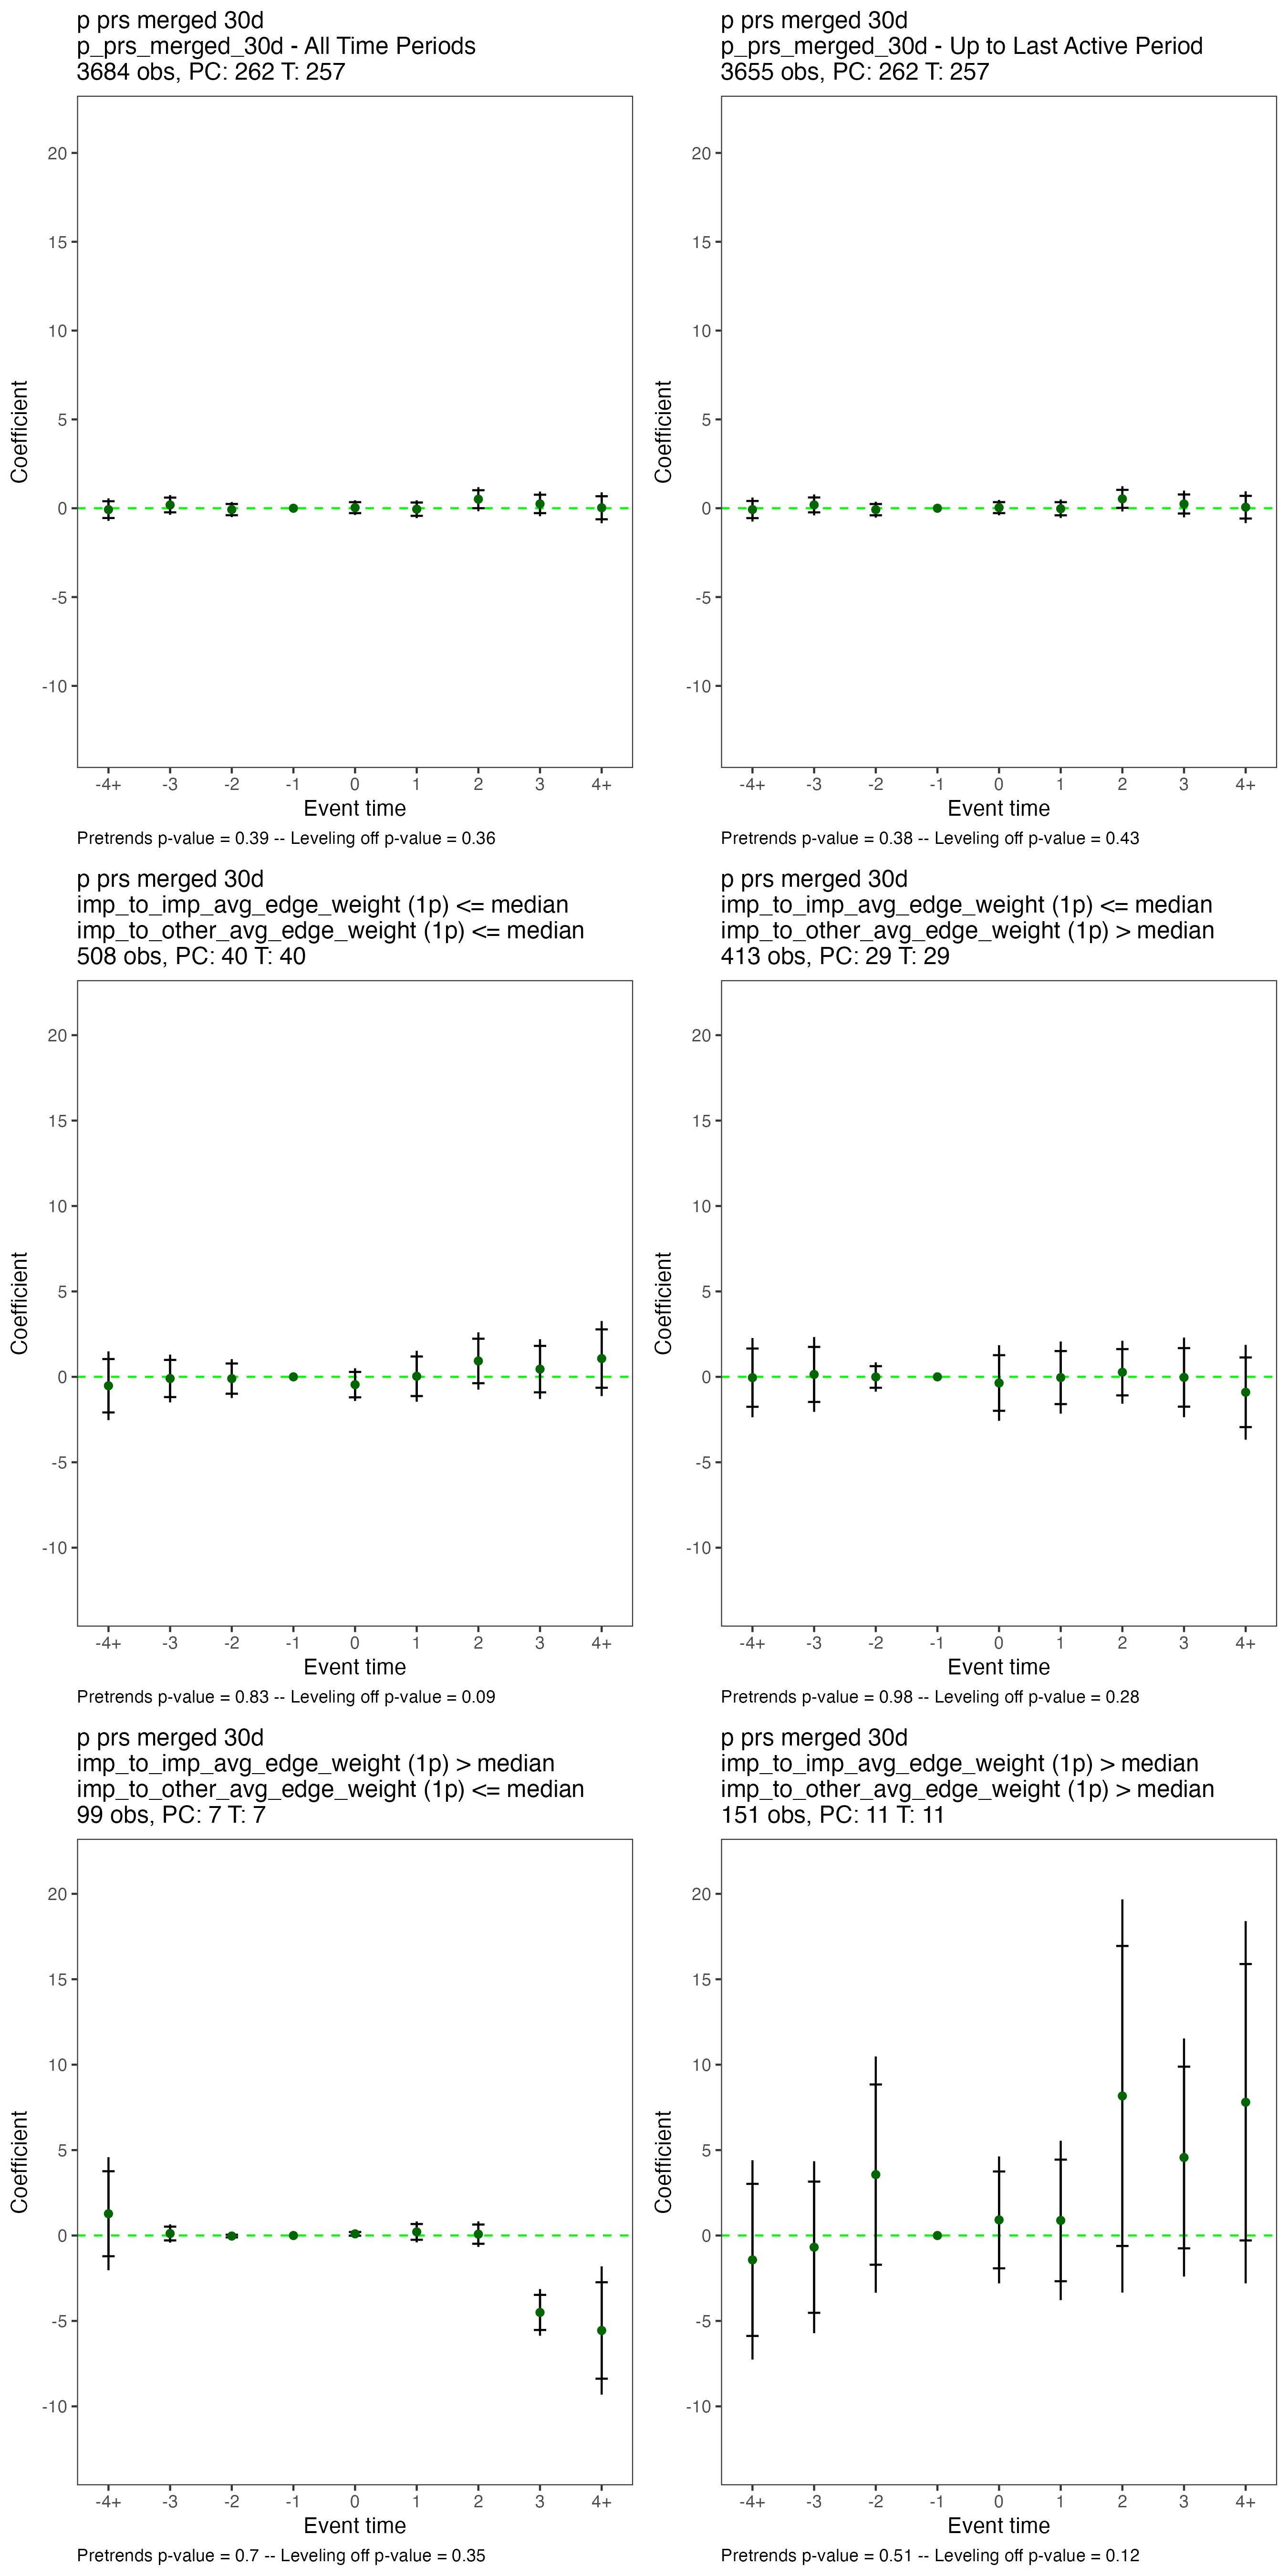 p prs merged 30d
p_prs_merged_30d - All Time Periods
3684 obs, PC: 262 T: 257
20
15
10
5
0
-5
-10
Coefficient
-4+ -3 -2 -1 0 1 2 3 4+
Event time
Pretrends p-value = 0.39 -- Leveling off p-value = 0.36
p prs merged 30d
p_prs_merged_30d - Up to Last Active Period
3655 obs, PC: 262 T: 257
20
15
10
5
0
-5
-10
Coefficient
-4+ -3 -2 -1 0 1 2 3 4+
Event time
Pretrends p-value = 0.38 -- Leveling off p-value = 0.43
p prs merged 30d
imp_to_imp_avg_edge_weight (1p) <= median
imp_to_other_avg_edge_weight (1p) <= median
508 obs, PC: 40 T: 40
20
15
10
5
0
-5
-10
Coefficient
-4+ -3 -2 -1 0 1 2 3 4+
Event time
Pretrends p-value = 0.83 -- Leveling off p-value = 0.09
p prs merged 30d
imp_to_imp_avg_edge_weight (1p) <= median
imp_to_other_avg_edge_weight (1p) > median
413 obs, PC: 29 T: 29
20
15
10
5
0
-5
-10
Coefficient
-4+ -3 -2 -1 0 1 2 3 4+
Event time
Pretrends p-value = 0.98 -- Leveling off p-value = 0.28
p prs merged 30d
imp_to_imp_avg_edge_weight (1p) > median
imp_to_other_avg_edge_weight (1p) <= median
99 obs, PC: 7 T: 7
20
15
10
5
0
-5
-10
Coefficient
-4+ -3 -2 -1 0 1 2 3 4+
Event time
Pretrends p-value = 0.7 -- Leveling off p-value = 0.35
p prs merged 30d
imp_to_imp_avg_edge_weight (1p) > median
imp_to_other_avg_edge_weight (1p) > median
151 obs, PC: 11 T: 11
20
15
10
5
0
-5
-10
Coefficient
-4+ -3 -2 -1 0 1 2 3 4+
Event time
Pretrends p-value = 0.51 -- Leveling off p-value = 0.12